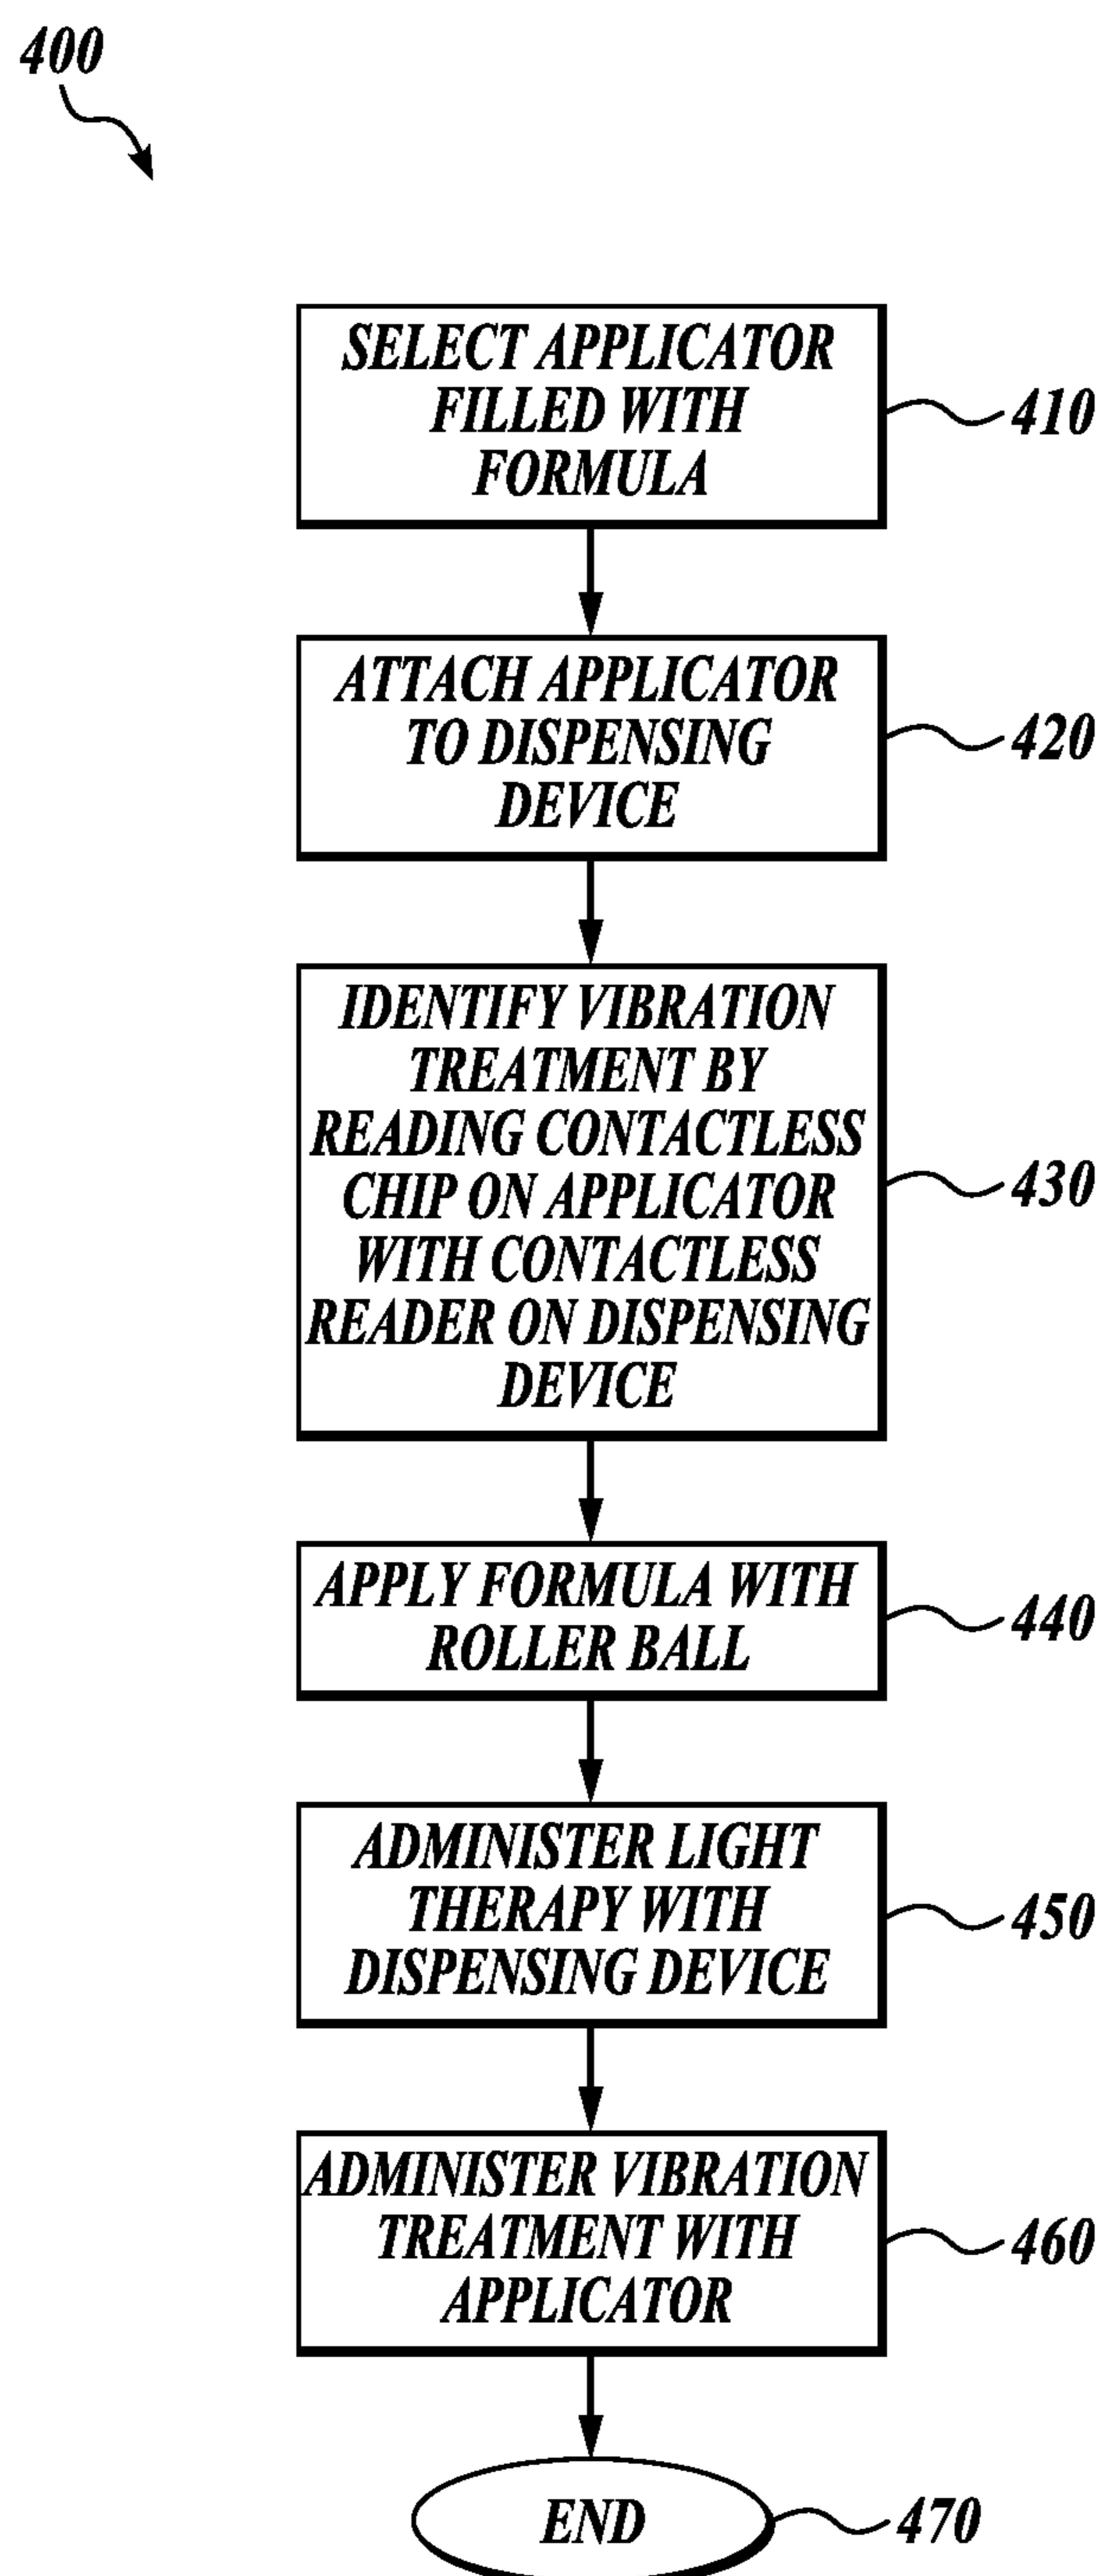 400
SELECT APPLICATOR
FILLED WITH
FORMULA
410
ATTACH APPLICATOR
TO DISPENSING
DEVICE
420
IDENTIFY VIBRATION
TREATMENT BY
READING CONTACTLESS
CHIP ON APPLICATOR
WITH CONTACTLESS
READER ON DISPENSING
DEVICE
430
APPLY FORMULA WITH
ROLLER BALL
440
ADMINISTER LIGHT
THERAPY WITH
DISPENSING DEVICE
450
ADMINISTER VIBRATION
TREATMENT WITH
APPLICATOR
460
END
470